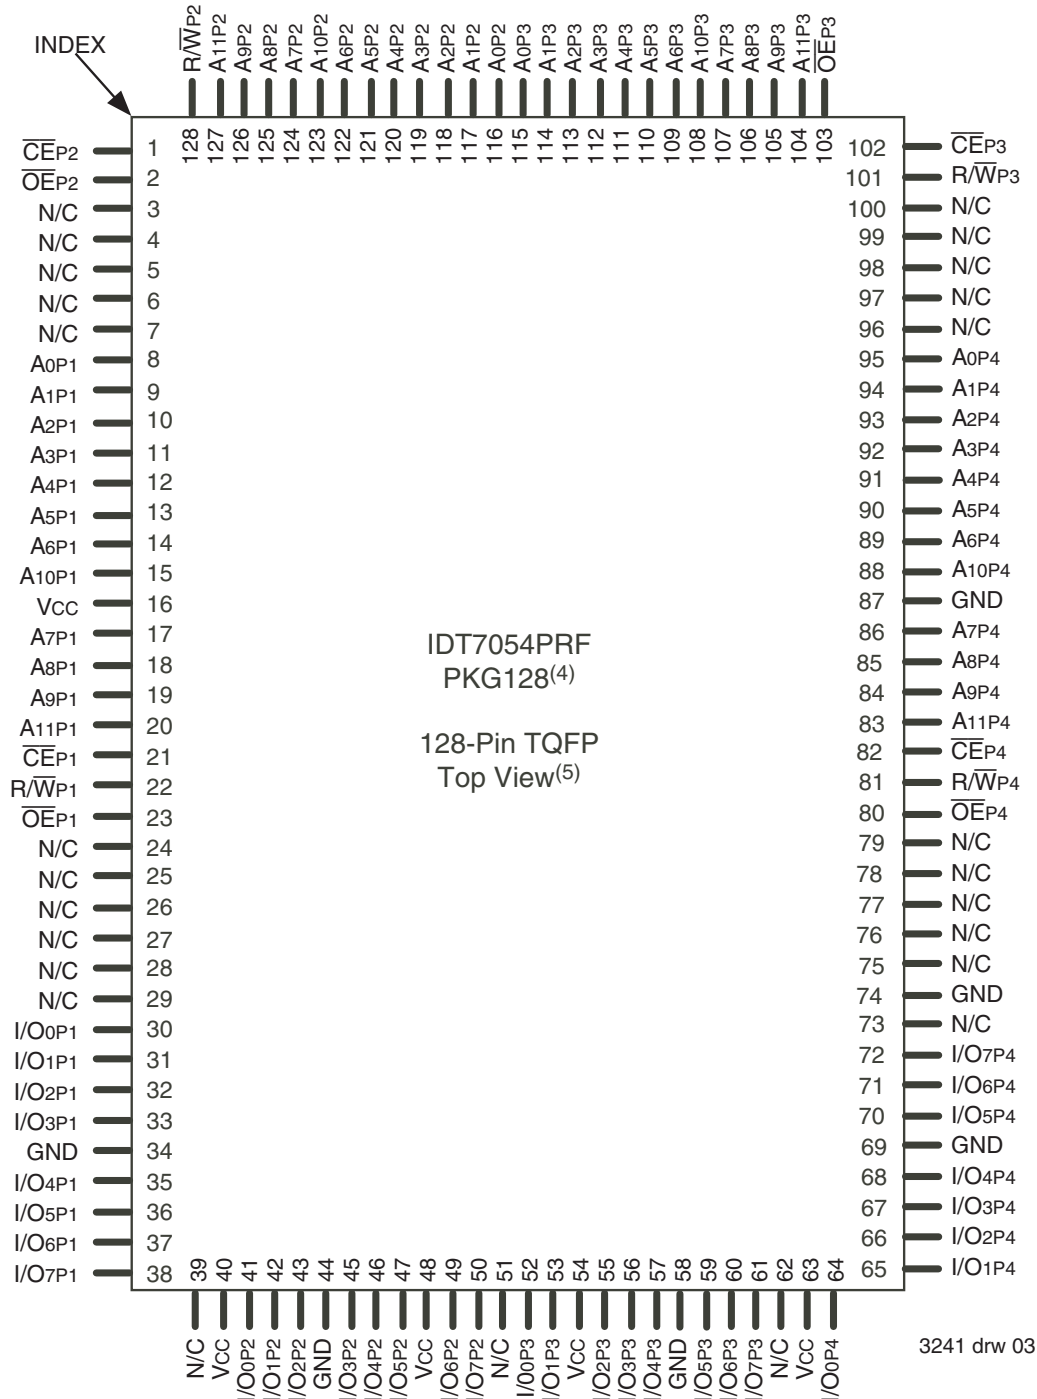 INDEX
R/W̅P2
A11P2
A9P2
A8P2
A7P2
A10P2
A6P2
A5P2
A4P2
A3P2
A2P2
A1P2
A0P2
A0P3
A1P3
A2P3
A3P3
A4P3
A5P3
A6P3
A10P3
A7P3
A8P3
A9P3
A11P3
O̅E̅P3
128 127 126 125 124 123 122 121 120 119 118 117 116 115 114 113 112 111 110 109 108 107 106 105 104 103
C̅E̅P2 1
O̅E̅P2 2
N/C 3
N/C 4
N/C 5
N/C 6
N/C 7
A0P1 8
A1P1 9
A2P1 10
A3P1 11
A4P1 12
A5P1 13
A6P1 14
A10P1 15
VCC 16
A7P1 17
A8P1 18
A9P1 19
A11P1 20
C̅E̅P1 21
R/W̅P1 22
O̅E̅P1 23
N/C 24
N/C 25
N/C 26
N/C 27
N/C 28
N/C 29
I/O0P1 30
I/O1P1 31
I/O2P1 32
I/O3P1 33
GND 34
I/O4P1 35
I/O5P1 36
I/O6P1 37
I/O7P1 38
IDT7054PRF
PKG128(4)
128-Pin TQFP
Top View(5)
102 C̅E̅P3
101 R/W̅P3
100 N/C
99 N/C
98 N/C
97 N/C
96 N/C
95 A0P4
94 A1P4
93 A2P4
92 A3P4
91 A4P4
90 A5P4
89 A6P4
88 A10P4
87 GND
86 A7P4
85 A8P4
84 A9P4
83 A11P4
82 C̅E̅P4
81 R/W̅P4
80 O̅E̅P4
79 N/C
78 N/C
77 N/C
76 N/C
75 N/C
74 GND
73 N/C
72 I/O7P4
71 I/O6P4
70 I/O5P4
69 GND
68 I/O4P4
67 I/O3P4
66 I/O2P4
65 I/O1P4
39 40 41 42 43 44 45 46 47 48 49 50 51 52 53 54 55 56 57 58 59 60 61 62 63 64
N/C
VCC
I/O0P2
I/O1P2
I/O2P2
GND
I/O3P2
I/O4P2
I/O5P2
VCC
I/O6P2
I/O7P2
N/C
I/00P3
I/O1P3
VCC
I/O2P3
I/O3P3
I/O4P3
GND
I/O5P3
I/O6P3
I/O7P3
N/C
VCC
I/O0P4
3241 drw 03